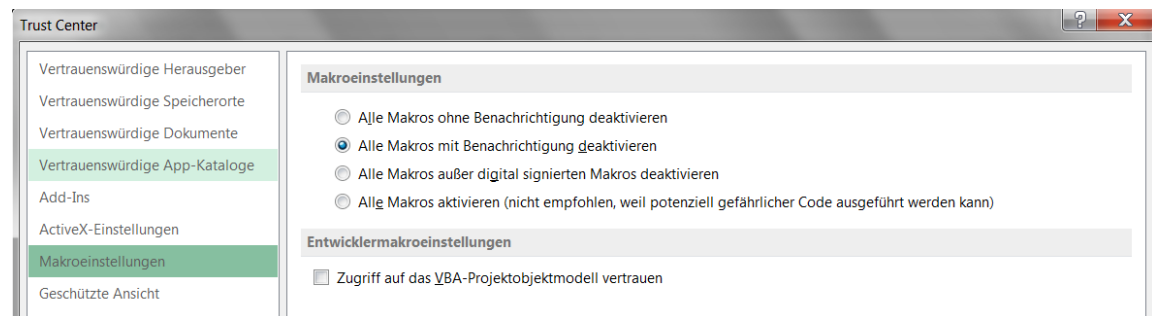 Trust Center
Vertrauenswürdige Herausgeber
Vertrauenswürdige Speicherorte
Vertrauenswürdige Dokumente
Vertrauenswürdige App-Kataloge
Add-Ins
ActiveX-Einstellungen
Makroeinstellungen
Geschützte Ansicht
Makroeinstellungen
Alle Makros ohne Benachrichtigung deaktivieren
Alle Makros mit Benachrichtigung deaktivieren
Alle Makros außer digital signierten Makros deaktivieren
Alle Makros aktivieren (nicht empfohlen, weil potenziell gefährlicher Code ausgeführt werden kann)
Entwicklermakroeinstellungen
Zugriff auf das VBA-Projektobjektmodell vertrauen